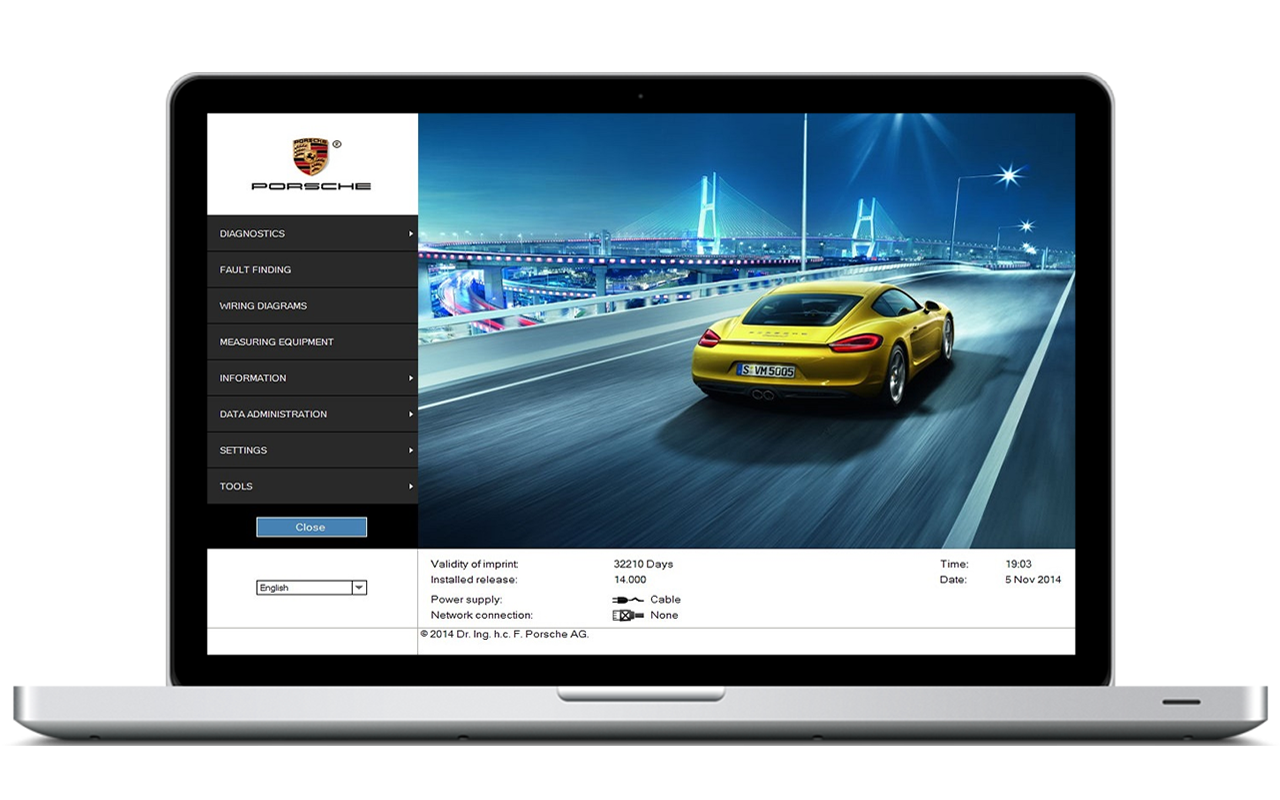 PORSCHE
®
PORSCHE
DIAGNOSTICS
FAULT FINDING
WIRING DIAGRAMS
MEASURING EQUIPMENT
INFORMATION
DATA ADMINISTRATION
SETTINGS
TOOLS
Close
English
PORSCHE
S VM 5005
Validity of imprint: 32210 Days
Installed release: 14.000
Power supply: Cable
Network connection: None
Time: 19:03
Date: 5 Nov 2014
© 2014 Dr. Ing. h.c. F. Porsche AG.